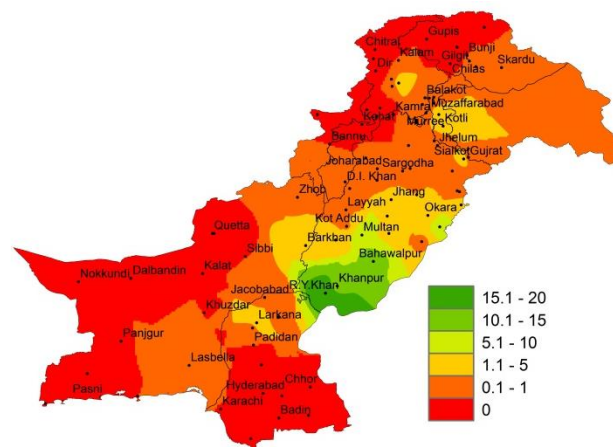 Gupis
Chitral
Kalam
Bunji
Gilgit
Skardu
Dir
Chilas
Balakot
Kamra
Muzaffarabad
Murree
Kotli
Kohat
Bannu
Jhelum
Sialkot
Gujrat
Joharabad
Sargodha
D.I. Khan
Zhob
Jhang
Layyah
Okara
Kot Addu
Quetta
Multan
Barkhan
Sibbi
Bahawalpur
Nokkundi
Dalbandin
Kalat
R.Y.Khan
Khanpur
Jacobabad
Khuzdar
Larkana
Panjgur
Padidan
Lasbella
Pasni
Hyderabad
Chhor
Karachi
Badin
15.1 - 20
10.1 - 15
5.1 - 10
1.1 - 5
0.1 - 1
0